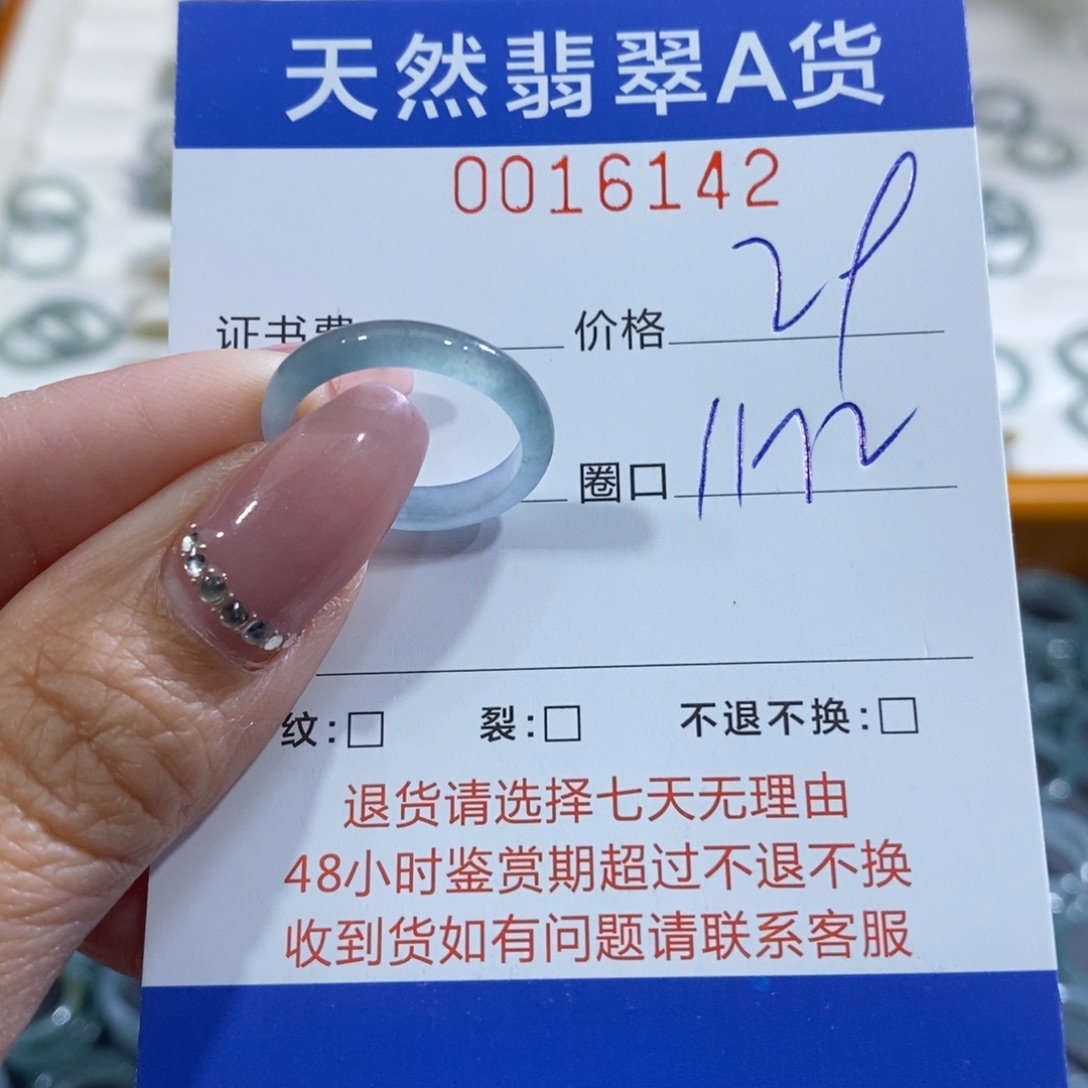 天然翡翠A货
0016142
证书费 价格
圈口 11
纹:□ 裂:□ 不退不换:□
退货请选择七天无理由
48小时鉴赏期超过不退不换
收到货如有问题请联系客服